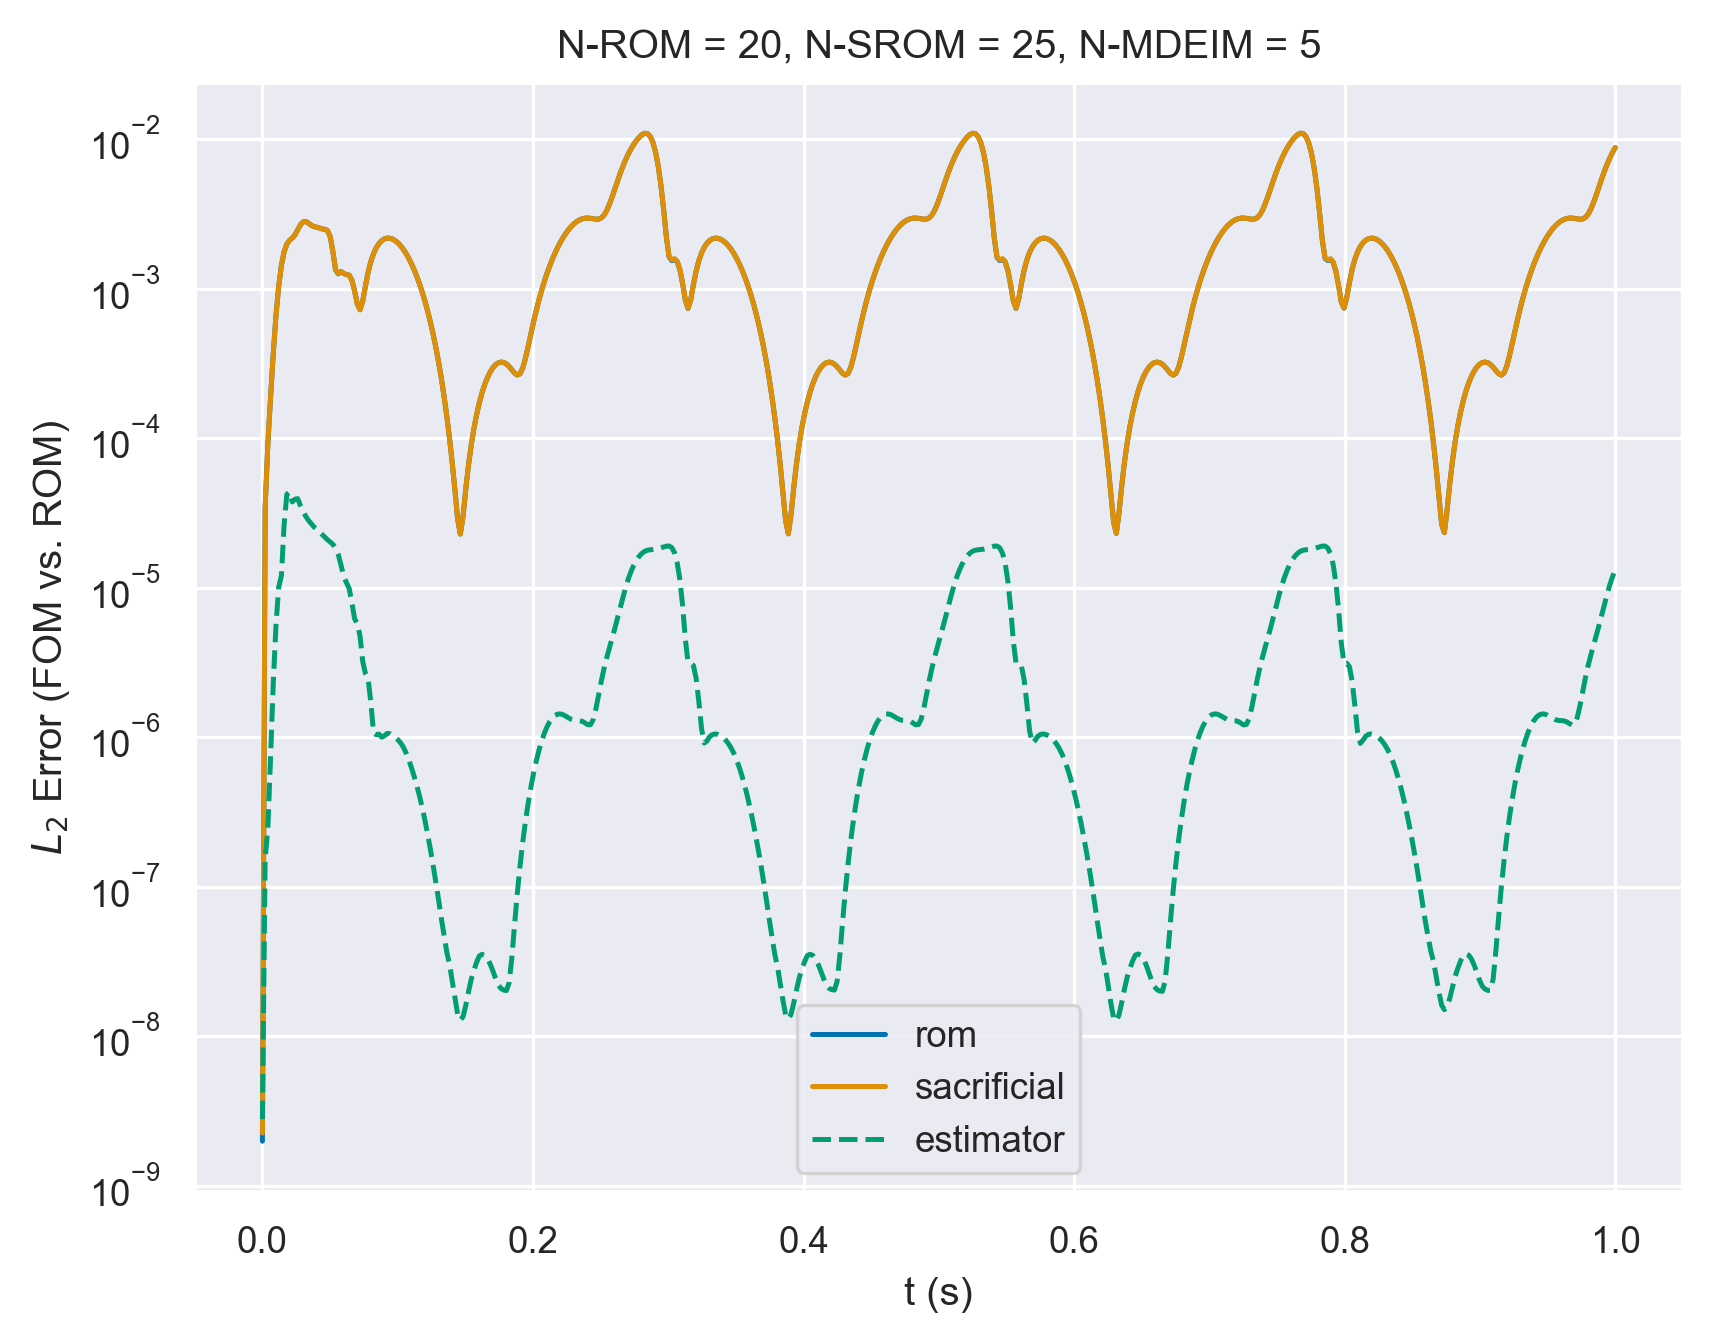 N-ROM = 20, N-SROM = 25, N-MDEIM = 5
L₂ Error (FOM vs. ROM)
10⁻²
10⁻³
10⁻⁴
10⁻⁵
10⁻⁶
10⁻⁷
10⁻⁸
10⁻⁹
rom
sacrificial
estimator
0.0 0.2 0.4 0.6 0.8 1.0
t (s)